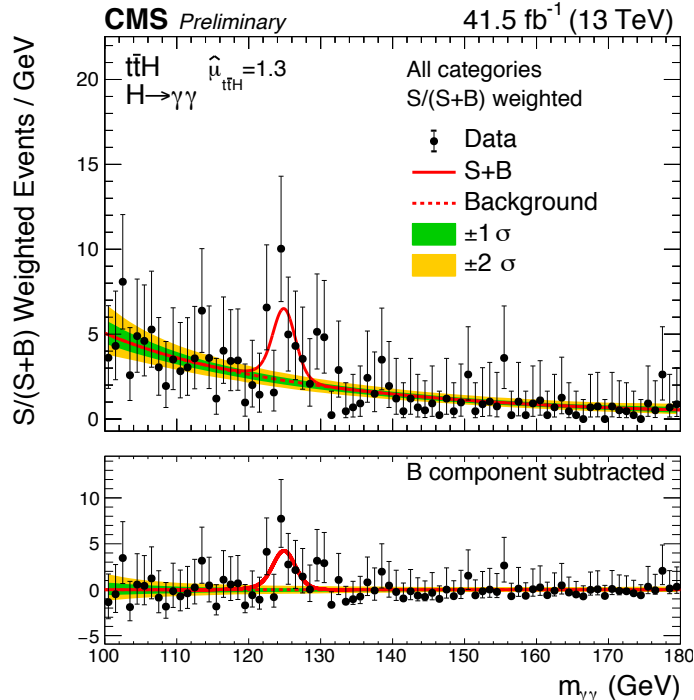 CMS Preliminary 41.5 fb⁻¹ (13 TeV)
S/(S+B) Weighted Events / GeV
20
15
10
5
0
tt̄H μ̂ttH̄=1.3
H→γγ
All categories
S/(S+B) weighted
Data
S+B
Background
±1 σ
±2 σ
B component subtracted
10
5
0
−5
100 110 120 130 140 150 160 170 180
mγγ (GeV)